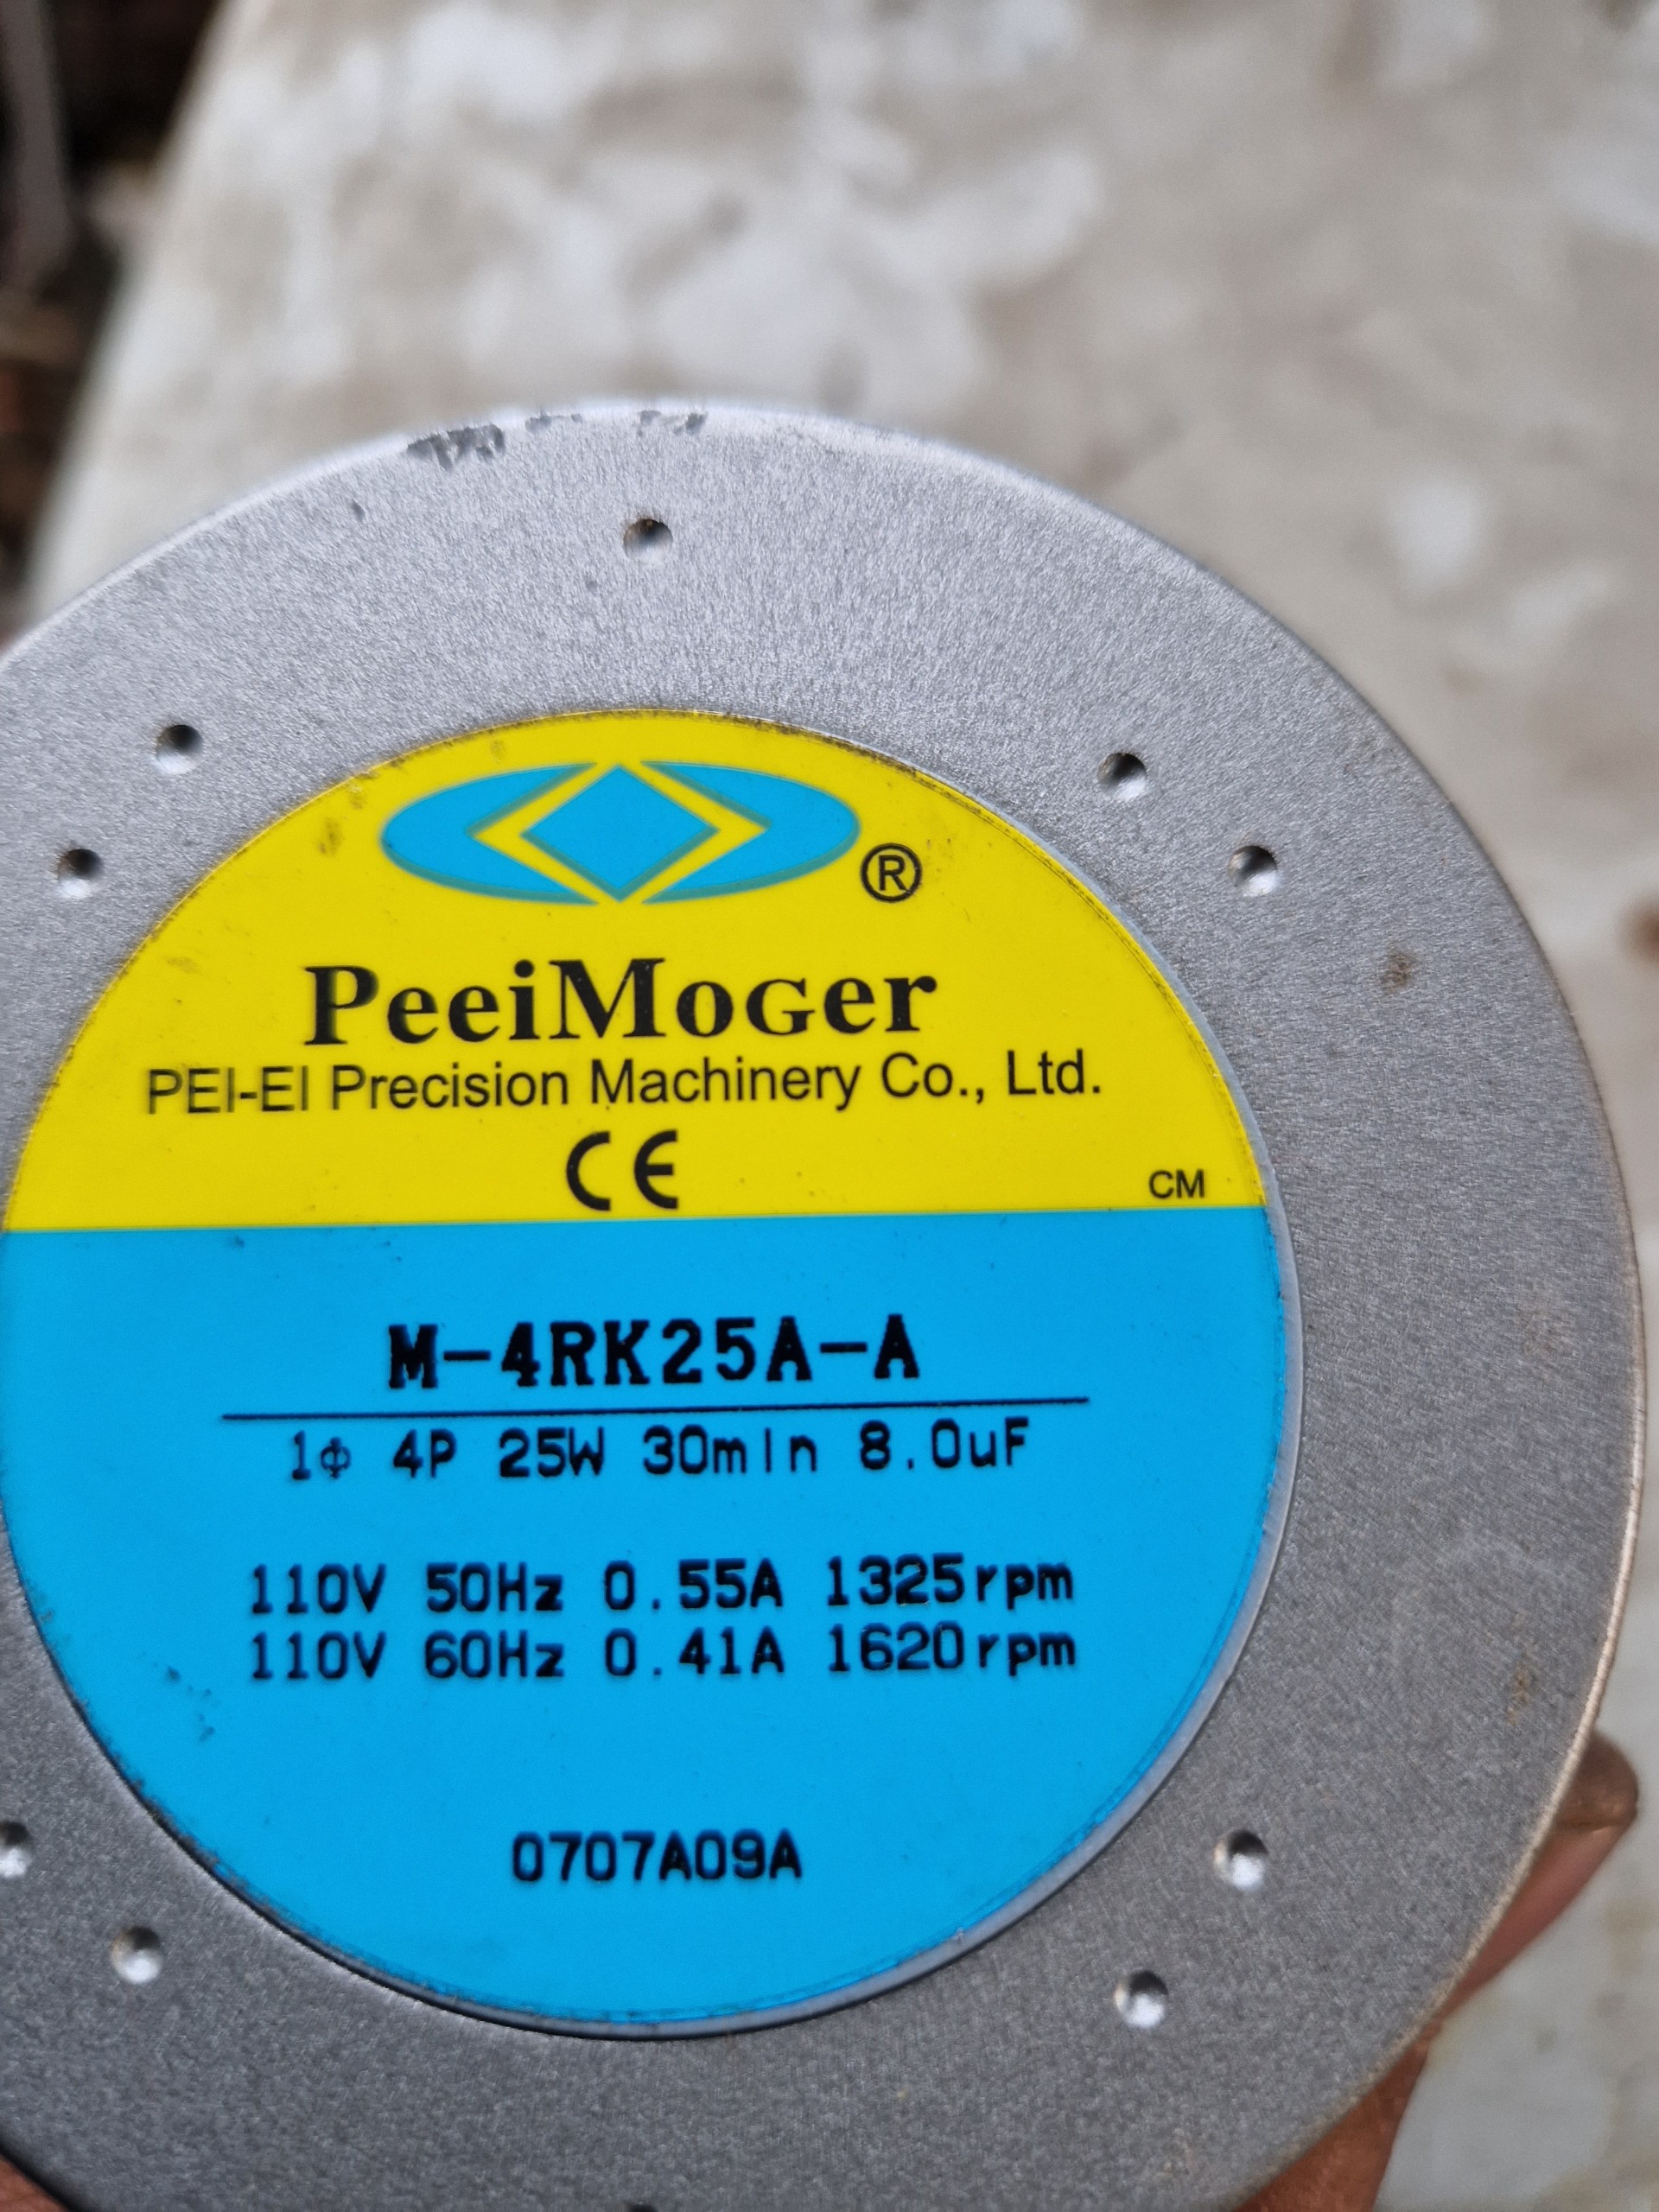 ®
PeeiMoger
PEI-EI Precision Machinery Co., Ltd.
CE
CM
M-4RK25A-A
1Φ 4P 25W 30min 8.0uF
110V 50Hz 0.55A 1325rpm
110V 60Hz 0.41A 1620rpm
0707A09A